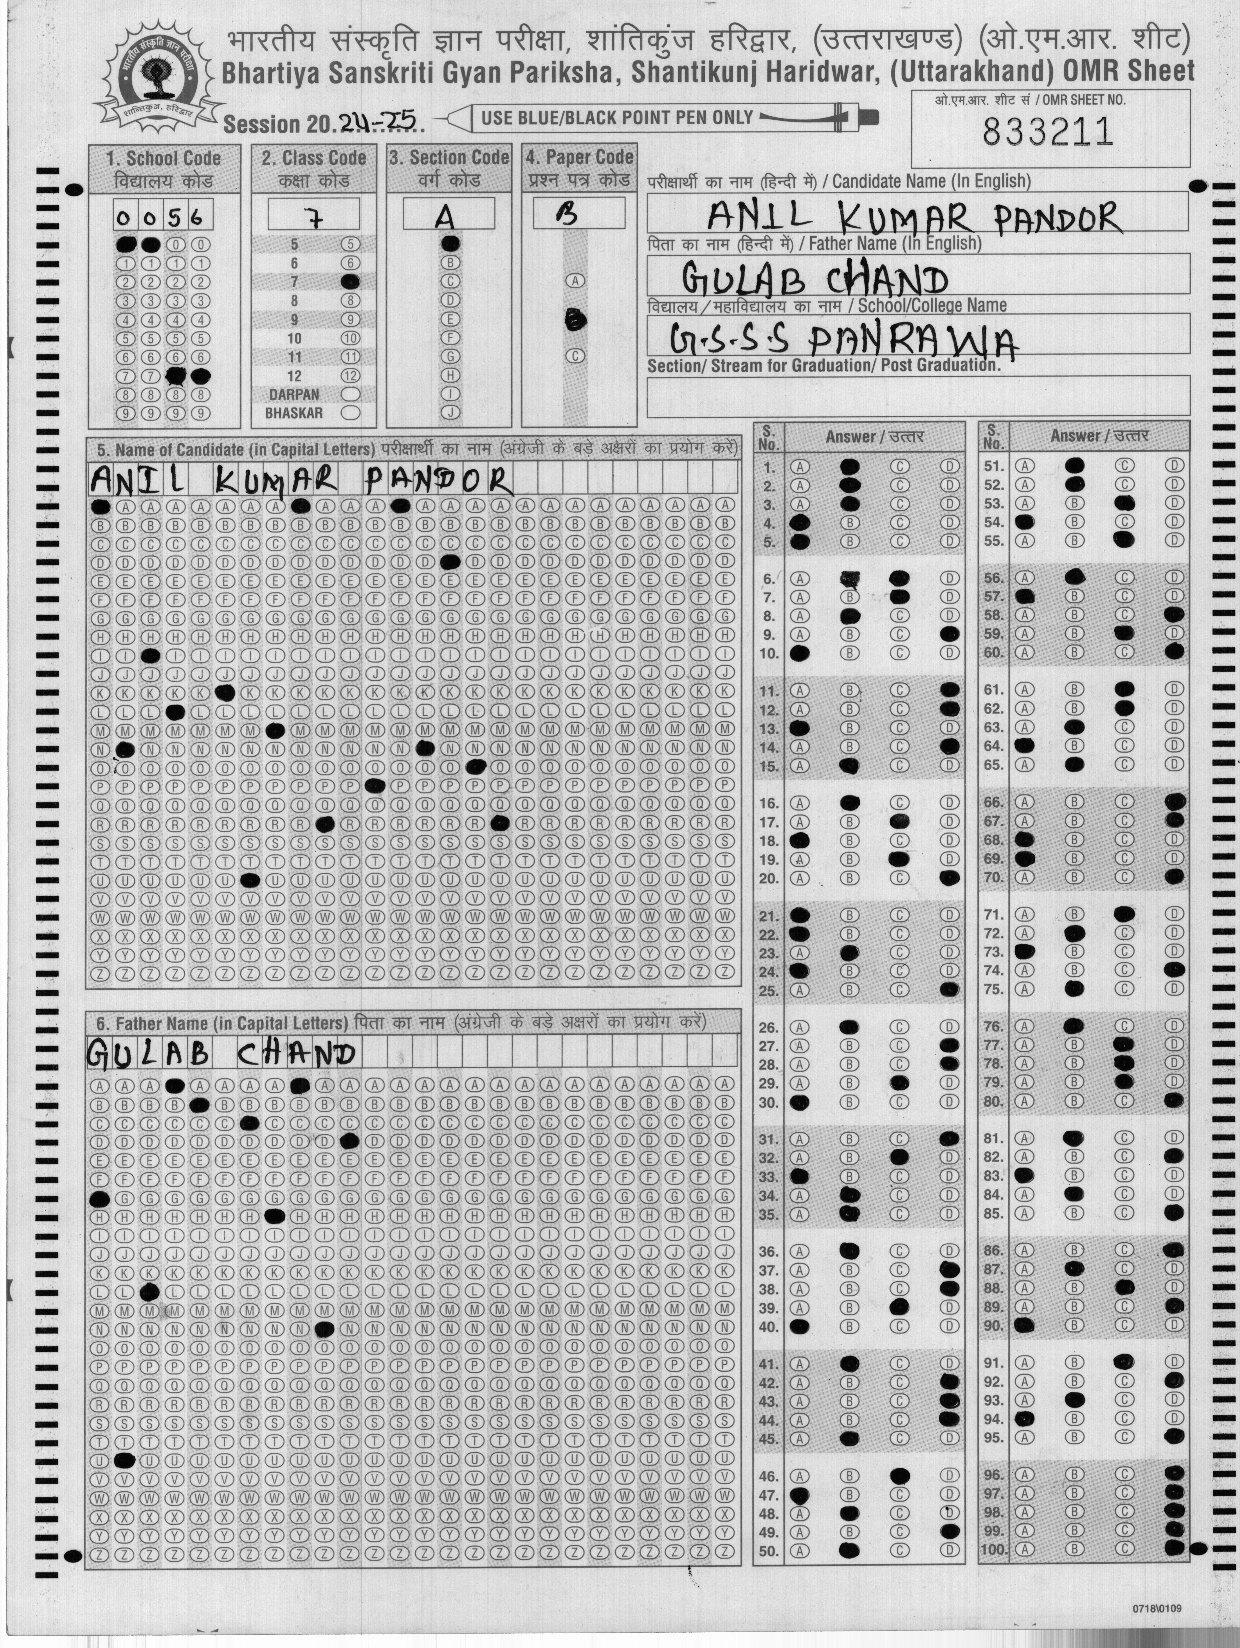 भारतीय संस्कृति ज्ञान परीक्षा, शांतिकुंज हरिद्वार, (उत्तराखण्ड) (ओ.एम.आर. शीट)
Bhartiya Sanskriti Gyan Pariksha, Shantikunj Haridwar, (Uttarakhand) OMR Sheet
Session 2024-25
USE BLUE/BLACK POINT PEN ONLY
ओ.एम.आर. शीट सं / OMR SHEET NO.
833211
1. School Code
विद्यालय कोड
0 0 5 6
2. Class Code
कक्षा कोड
7
5
6
7
8
9
10
11
12
DARPAN
BHASKAR
3. Section Code
वर्ग कोड
A
4. Paper Code
प्रश्न पत्र कोड
B
परीक्षार्थी का नाम (हिन्दी में) / Candidate Name (In English)
ANIL KUMAR PANDOR
पिता का नाम (हिन्दी में) / Father Name (In English)
GULAB CHAND
विद्यालय/महाविद्यालय का नाम / School/College Name
G.S.S.S PANRAWA
Section/ Stream for Graduation/ Post Graduation.
5. Name of Candidate (in Capital Letters) परीक्षार्थी का नाम (अंग्रेजी के बड़े अक्षरों का प्रयोग करें)
ANIL KUMAR PANDOR
6. Father Name (in Capital Letters) पिता का नाम (अंग्रेजी के बड़े अक्षरों का प्रयोग करें)
GULAB CHAND
S. No. Answer / उत्तर
S. No. Answer / उत्तर
0718\0109